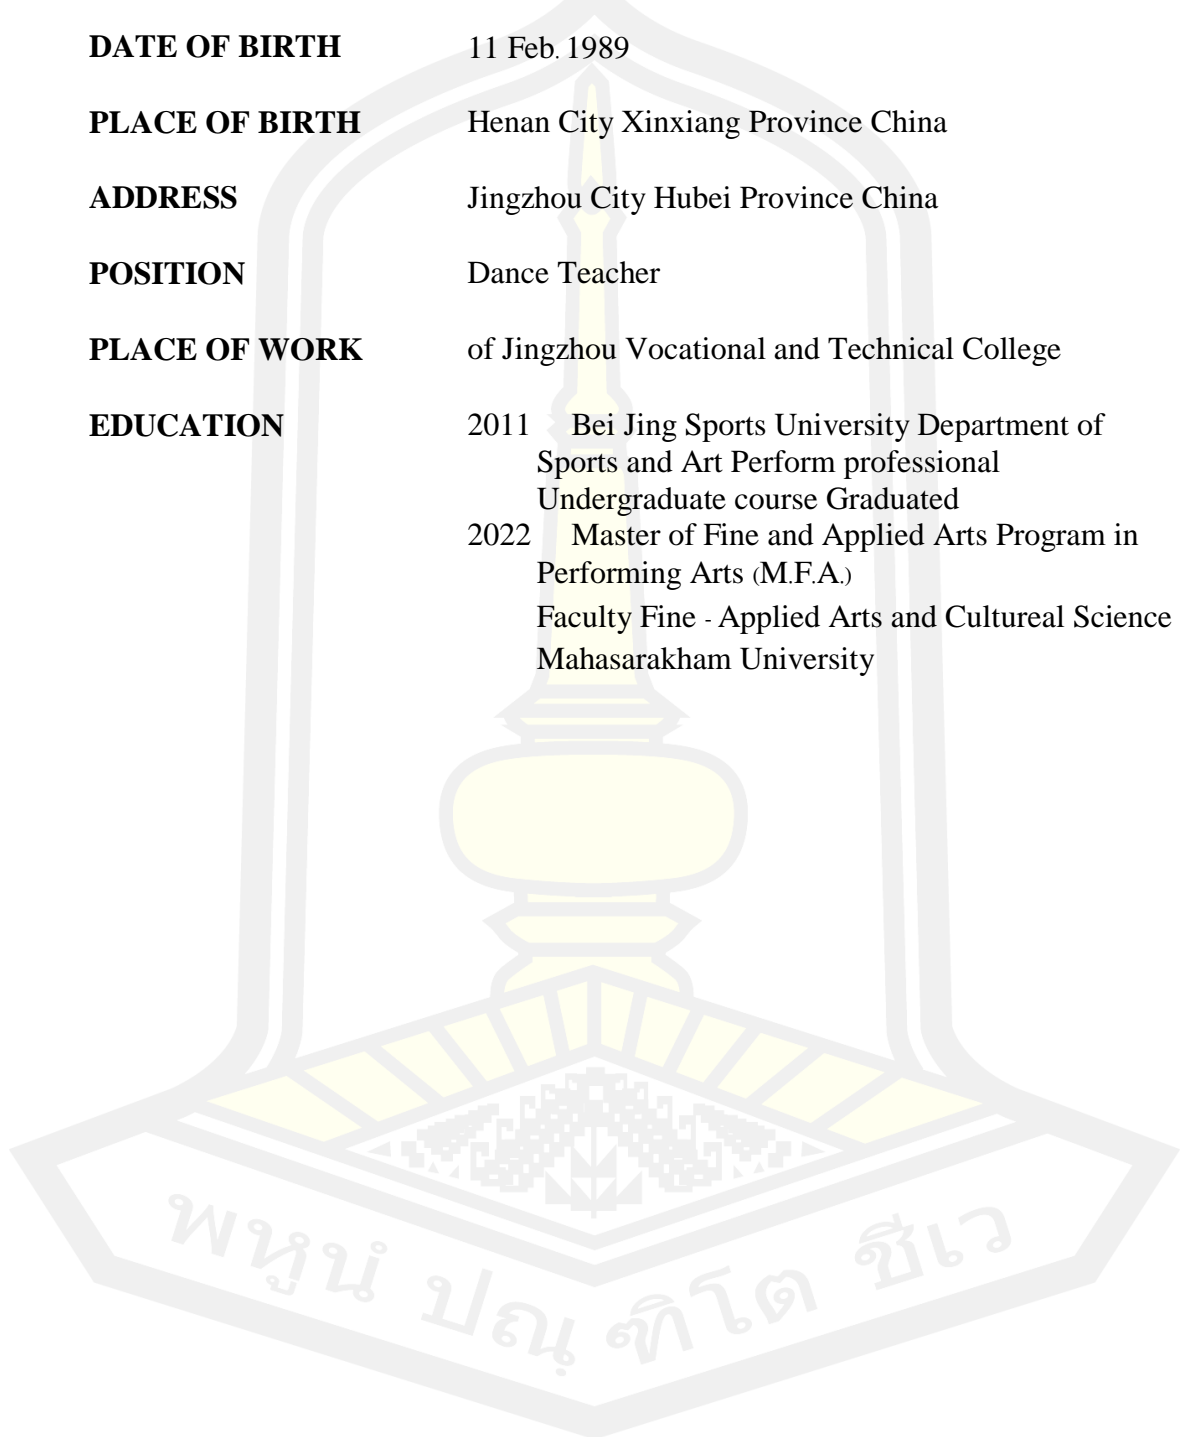 DATE OF BIRTH 11 Feb. 1989
PLACE OF BIRTH Henan City Xinxiang Province China
ADDRESS Jingzhou City Hubei Province China
POSITION Dance Teacher
PLACE OF WORK of Jingzhou Vocational and Technical College
EDUCATION 2011 Bei Jing Sports University Department of
Sports and Art Perform professional
Undergraduate course Graduated
2022 Master of Fine and Applied Arts Program in
Performing Arts (M.F.A.)
Faculty Fine - Applied Arts and Cultureal Science
Mahasarakham University
พหูนํ ปณฺฑิโต ชีเว